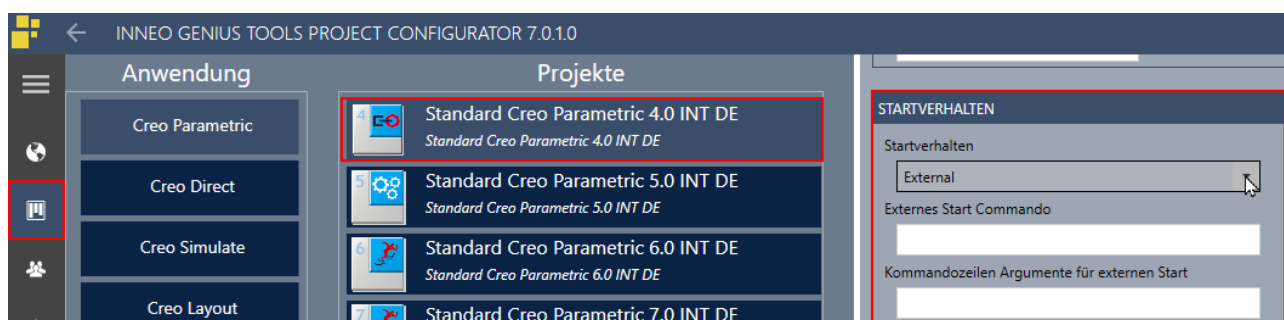 INNEO GENIUS TOOLS PROJECT CONFIGURATOR 7.0.1.0
Anwendung
Creo Parametric
Creo Direct
Creo Simulate
Creo Layout
Projekte
4
Standard Creo Parametric 4.0 INT DE
Standard Creo Parametric 4.0 INT DE
5
Standard Creo Parametric 5.0 INT DE
Standard Creo Parametric 5.0 INT DE
6
Standard Creo Parametric 6.0 INT DE
Standard Creo Parametric 6.0 INT DE
7
Standard Creo Parametric 7.0 INT DE
STARTVERHALTEN
Startverhalten
External
Externes Start Commando
Kommandozeilen Argumente für externen Start